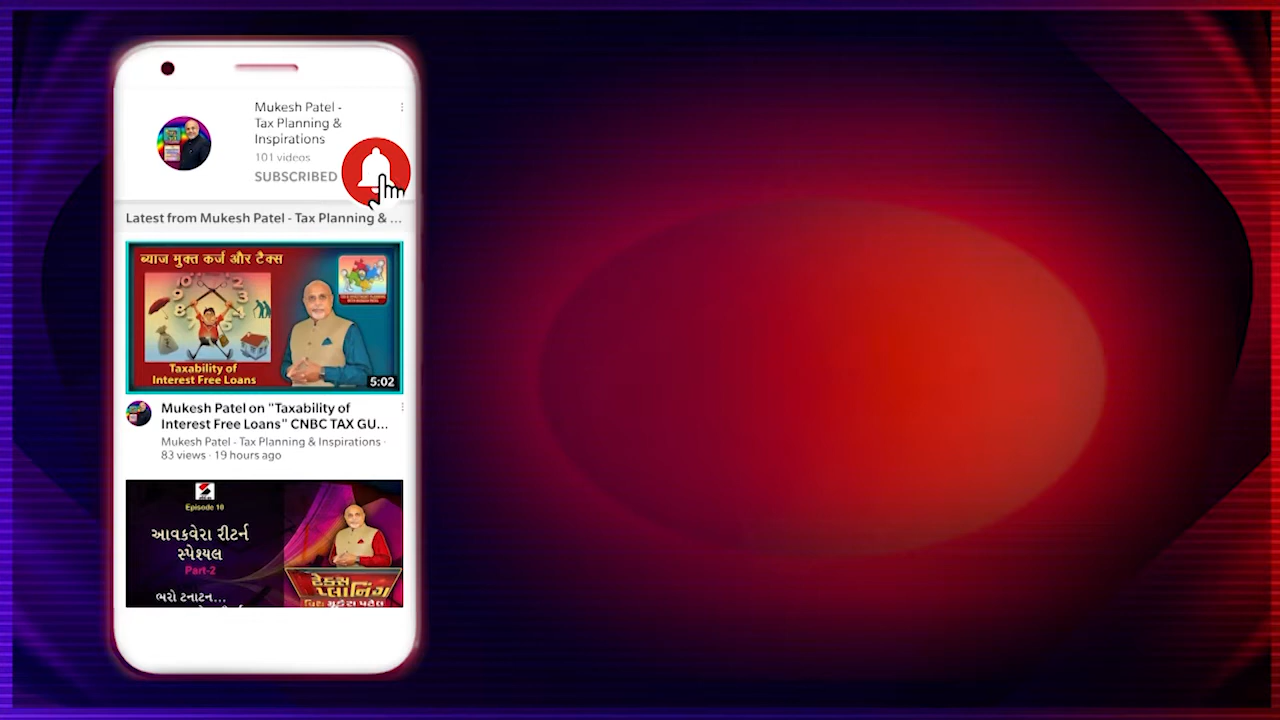 Mukesh Patel -
Tax Planning &
Inspirations
101 videos
SUBSCRIBED
Latest from Mukesh Patel - Tax Planning & ...
ब्याज मुक्त कर्ज और टैक्स
Taxability of
Interest Free Loans
5:02
Mukesh Patel on "Taxability of
Interest Free Loans" CNBC TAX GU...
Mukesh Patel - Tax Planning & Inspirations ·
83 views · 19 hours ago
Episode 10
આવકવેરા રીટર્ન
સ્પેશ્યલ
Part-2
ભરો ટનાટન...
ટેક્સ
પ્લાનિંગ
વિથ મુકેશ પટેલ